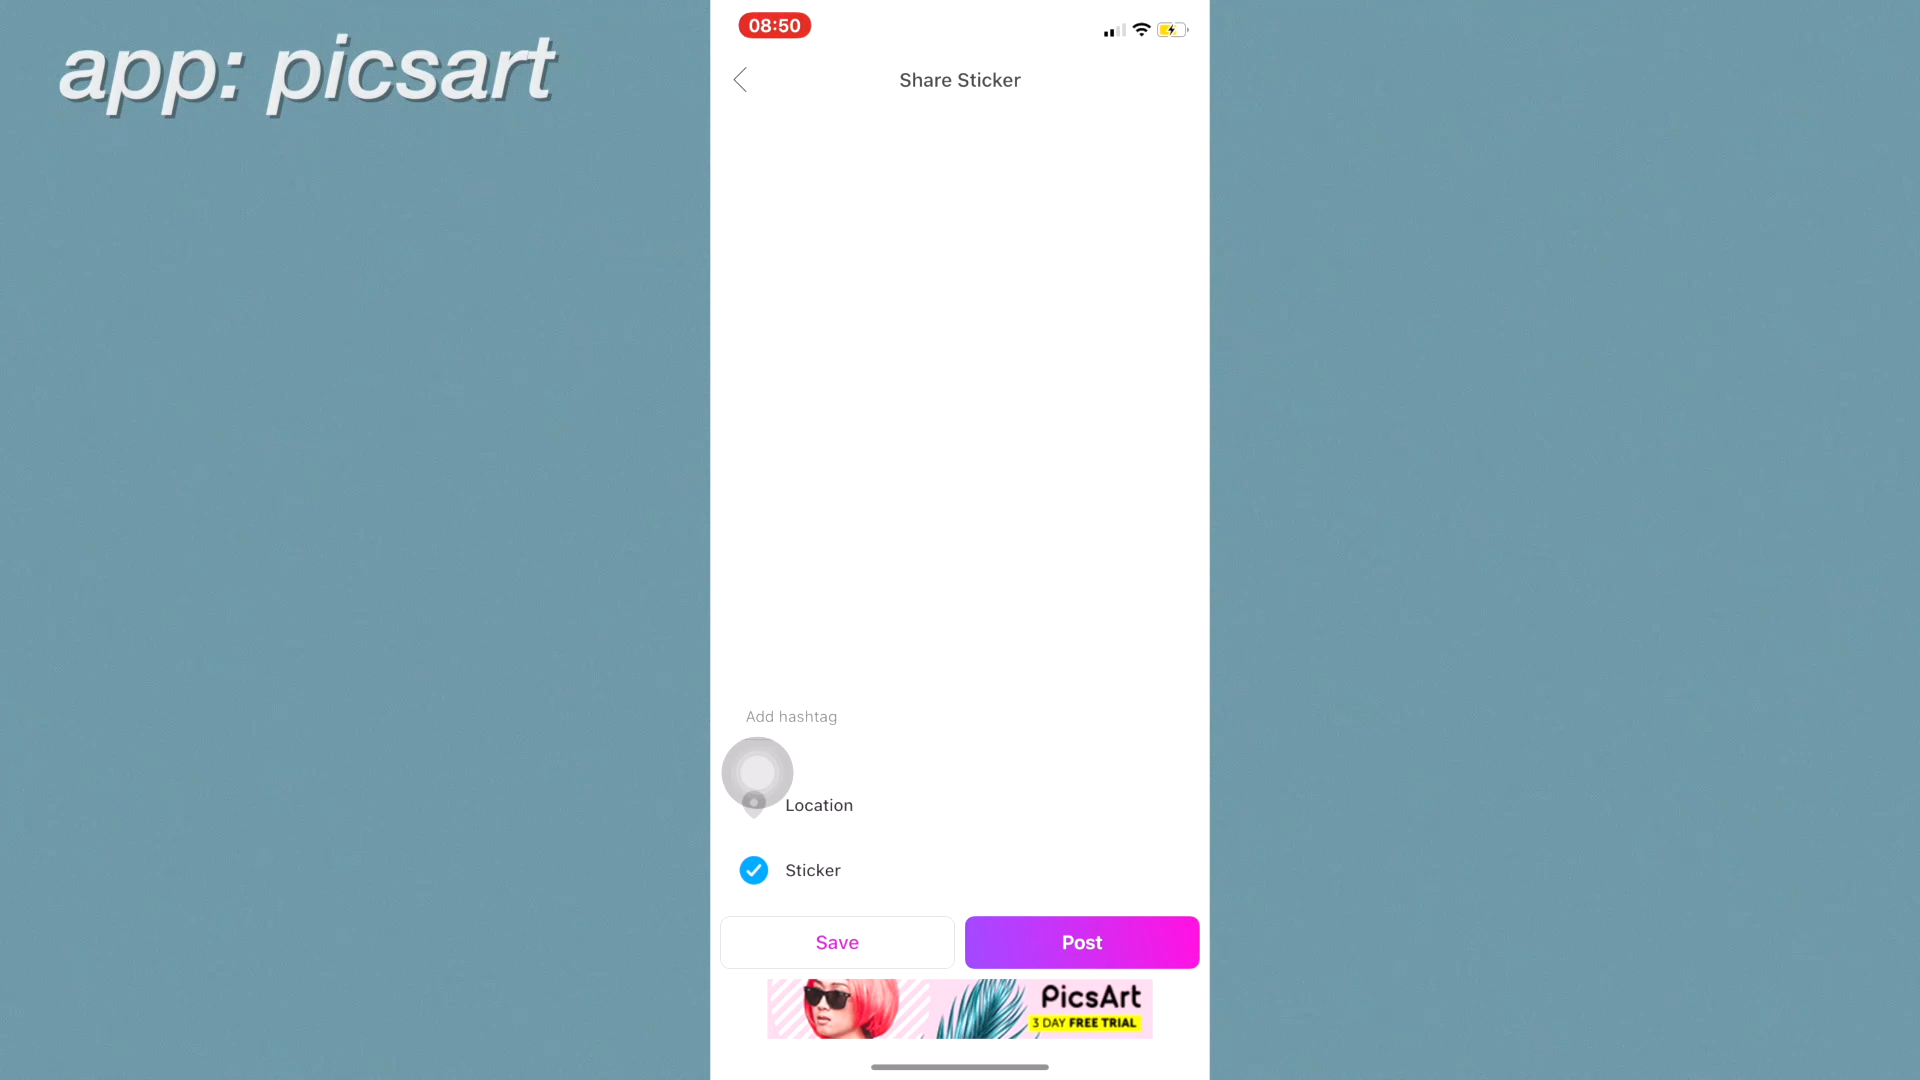 app: picsart
08:50
Share Sticker
Add hashtag
Location
Sticker
Save
Post
PicsArt
3 DAY FREE TRIAL